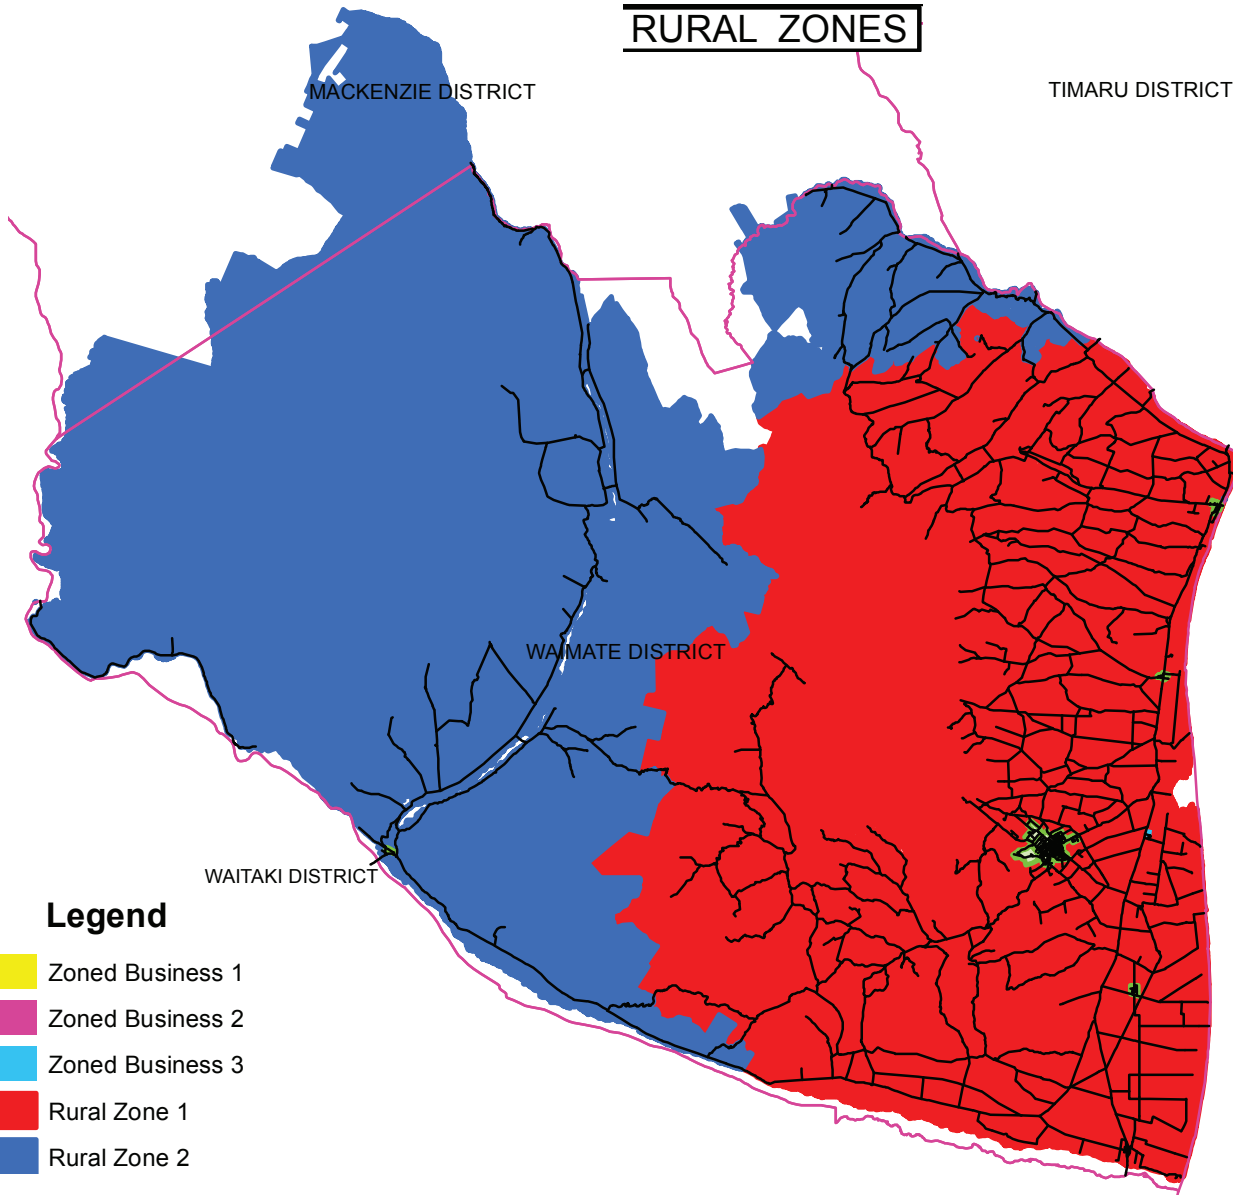 RURAL ZONES
MACKENZIE DISTRICT
TIMARU DISTRICT
WAIMATE DISTRICT
WAITAKI DISTRICT
Legend
Zoned Business 1
Zoned Business 2
Zoned Business 3
Rural Zone 1
Rural Zone 2